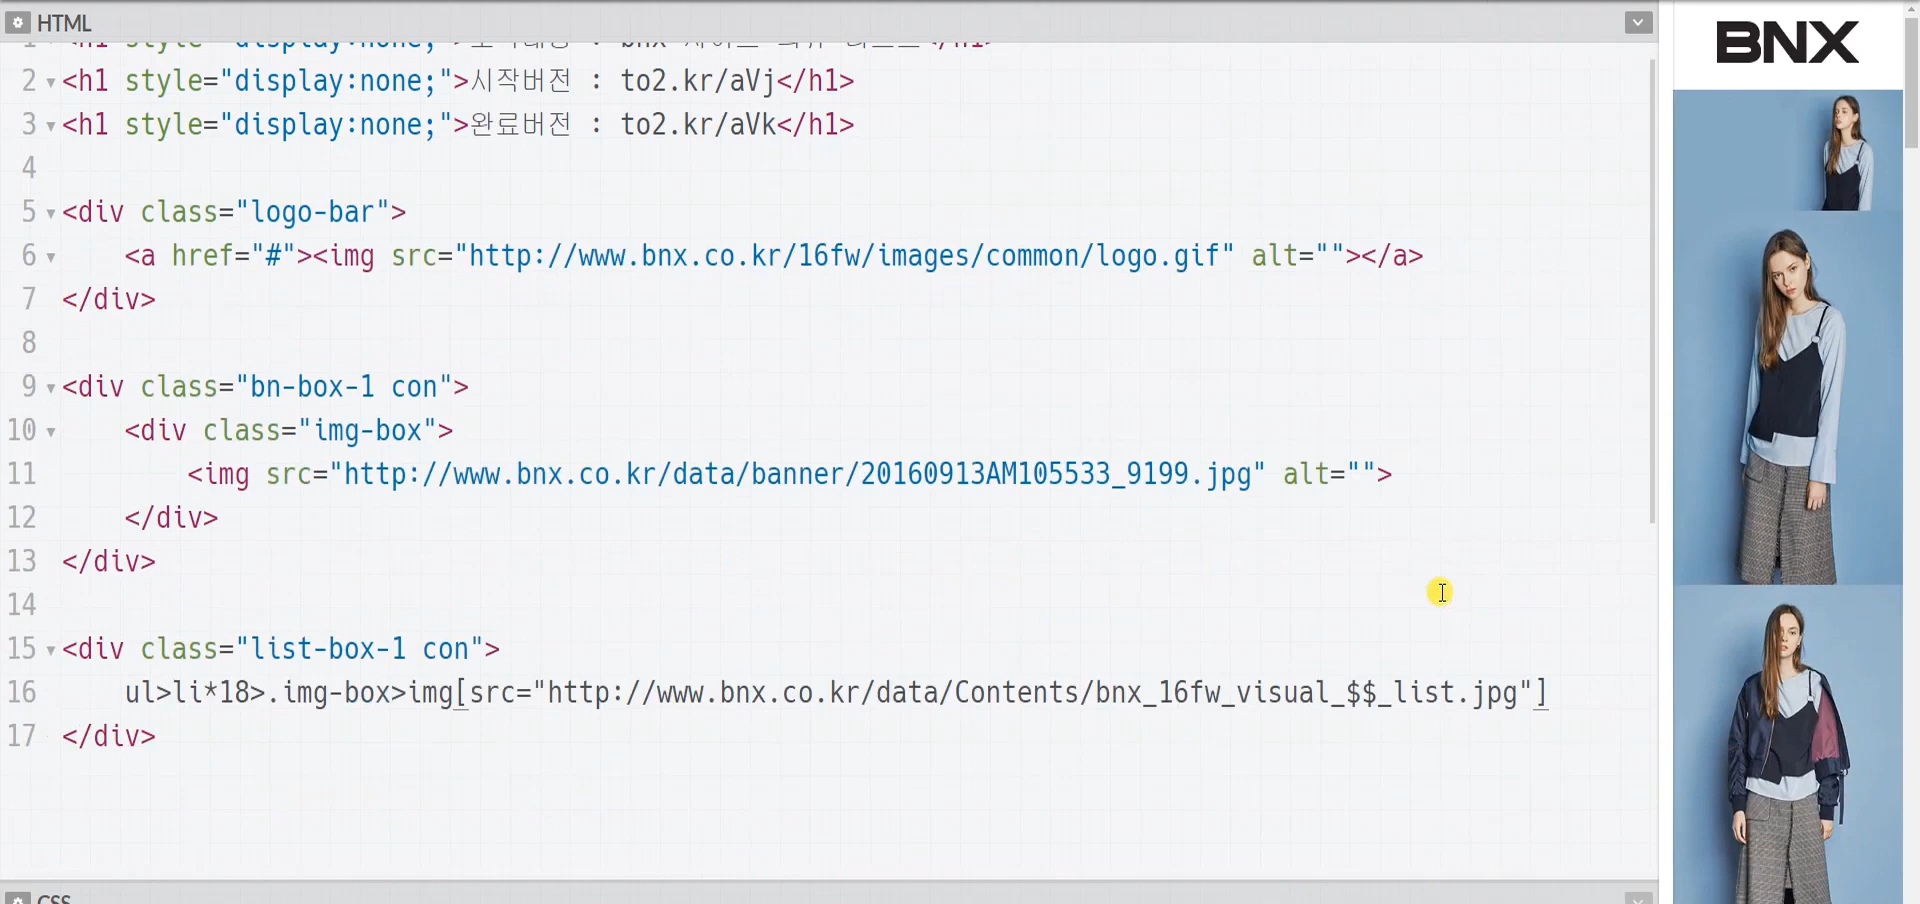 HTML
BNX
2 <h1 style="display:none;">시작버전 : to2.kr/aVj</h1>
3 <h1 style="display:none;">완료버전 : to2.kr/aVk</h1>
4
5 <div class="logo-bar">
6 <a href="#"><img src="http://www.bnx.co.kr/16fw/images/common/logo.gif" alt=""></a>
7 </div>
8
9 <div class="bn-box-1 con">
10 <div class="img-box">
11 <img src="http://www.bnx.co.kr/data/banner/20160913AM105533_9199.jpg" alt="">
12 </div>
13 </div>
14
15 <div class="list-box-1 con">
16 ul>li*18>.img-box>img[src="http://www.bnx.co.kr/data/Contents/bnx_16fw_visual_$$_list.jpg"]
17 </div>
CSS